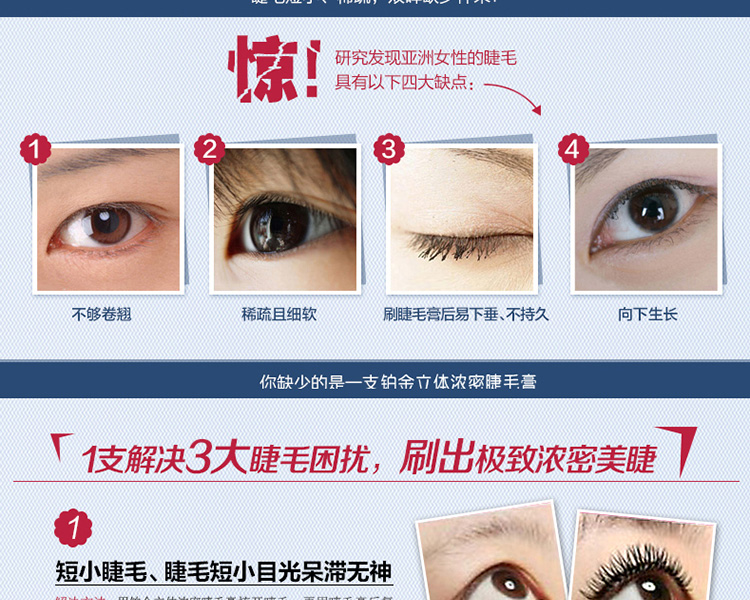 惊!
研究发现亚洲女性的睫毛
具有以下四大缺点:
1
2
3
4
不够卷翘
稀疏且细软
刷睫毛膏后易下垂、不持久
向下生长
你缺少的是一支铂金立体浓密睫毛膏
1支解决3大睫毛困扰，刷出极致浓密美睫
1
短小睫毛、睫毛短小目光呆滞无神